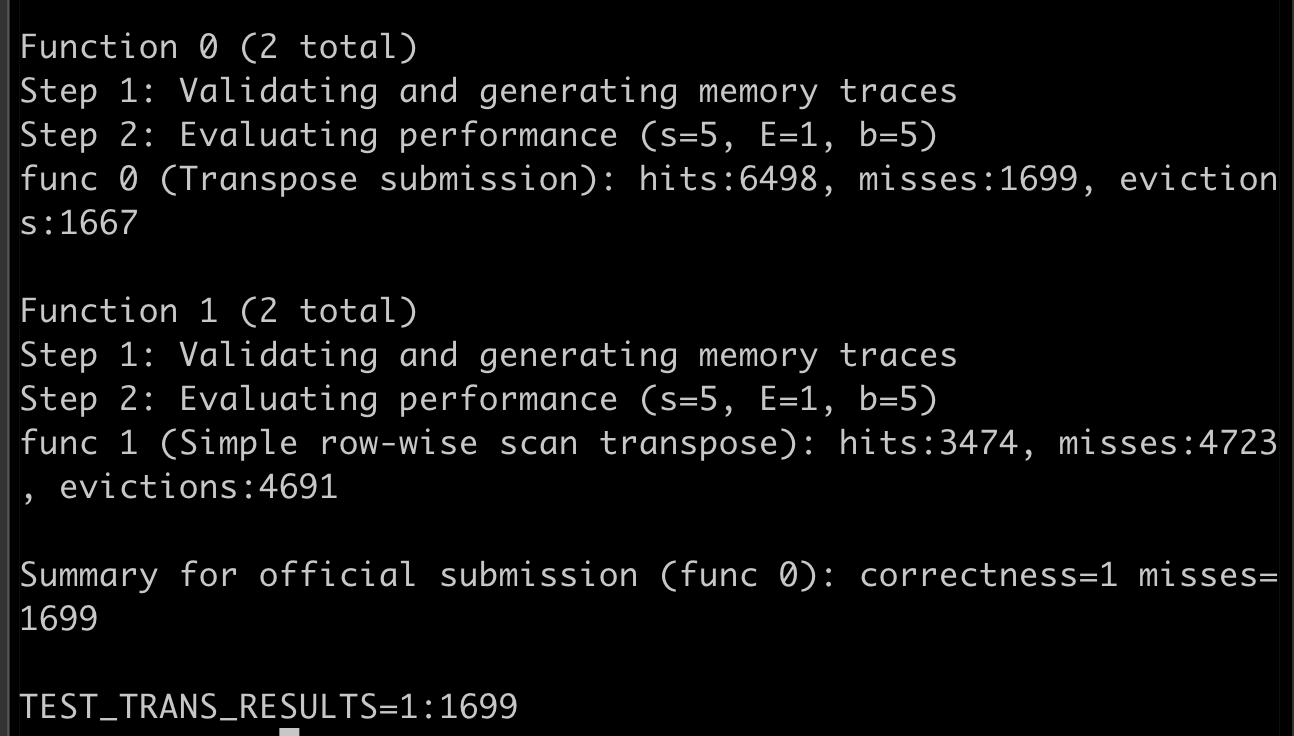 Function 0 (2 total)
Step 1: Validating and generating memory traces
Step 2: Evaluating performance (s=5, E=1, b=5)
func 0 (Transpose submission): hits:6498, misses:1699, eviction
s:1667
Function 1 (2 total)
Step 1: Validating and generating memory traces
Step 2: Evaluating performance (s=5, E=1, b=5)
func 1 (Simple row-wise scan transpose): hits:3474, misses:4723
, evictions:4691
Summary for official submission (func 0): correctness=1 misses=
1699
TEST_TRANS_RESULTS=1:1699